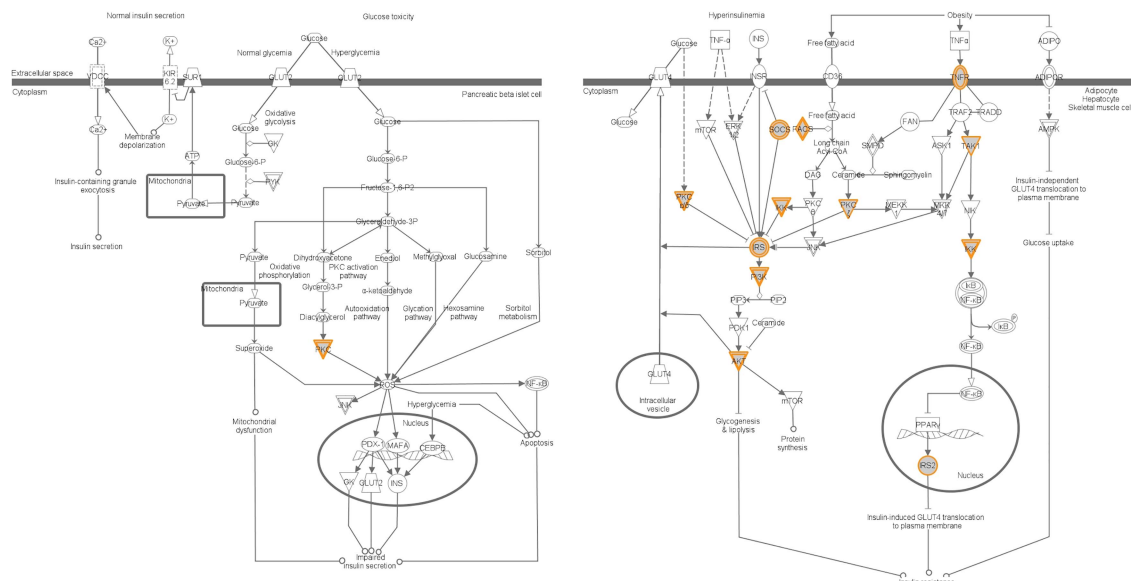 Normal insulin secretion
Glucose toxicity
Ca2+
K+
Glucose
Normal glycemia
Hyperglycemia
VDCC
KIR
6.2
SUR1
GLUT2
GLUT2
Extracellular space
Cytoplasm
Pancreatic beta islet cell
Ca2+
K+
Membrane
depolarization
Oxidative
glycolysis
Glucose
Glucose
GK
ATP
Glucose-6-P
Glucose-6-P
Insulin-containing granule
exocytosis
Mitochondria
Pyruvate
Pyruvate
PYK
Fructose-1,6-P2
Insulin secretion
Glyceraldehyde-3P
Pyruvate
Dihydroxyacetone
Enediol
Methylglyoxal
Glucosamine
Sorbitol
Oxidative
phosphorylation
PKC activation
pathway
Mitochondria
Pyruvate
Glycerol-3-P
α-ketoaldehyde
Diacylglycerol
Autooxidation
pathway
Glycation
pathway
Hexosamine
pathway
Sorbitol
metabolism
Superoxide
PKC
ROS
NF-κB
JNK
Hyperglycemia
Mitochondrial
dysfunction
Nucleus
Apoptosis
PDX-1
MAFA
CEBPB
GK
GLUT2
INS
Impaired
insulin secretion
Hyperinsulinemia
Obesity
Glucose
TNF-α
INS
Free fatty acid
TNFα
ADIPO
GLUT4
INSR
CD36
TNFR
ADIPOR
Cytoplasm
Adipocyte
Hepatocyte
Skeletal muscle cell
Glucose
mTOR
ERK
1/2
SOCS
FACS
Free fatty acid
FAN
TRAF2
TRADD
AMPK
Long chain
Acyl-CoA
SMPD
ASK1
TAK1
DAG
Ceramide
Sphingomyelin
Insulin-independent
GLUT4 translocation to
plasma membrane
IKK
PKC
MEKK
1
MKK
4/7
NIK
IRS
JNK
IKK
Glucose uptake
PI3K
PIP3
PIP2
IκB
NF-κB
PDK1
Ceramide
IκB
P
GLUT4
AKT
NF-κB
Intracellular
vesicle
mTOR
NF-κB
Glycogenesis
& lipolysis
Protein
synthesis
PPARγ
IRS2
Nucleus
Insulin-induced GLUT4 translocation
to plasma membrane